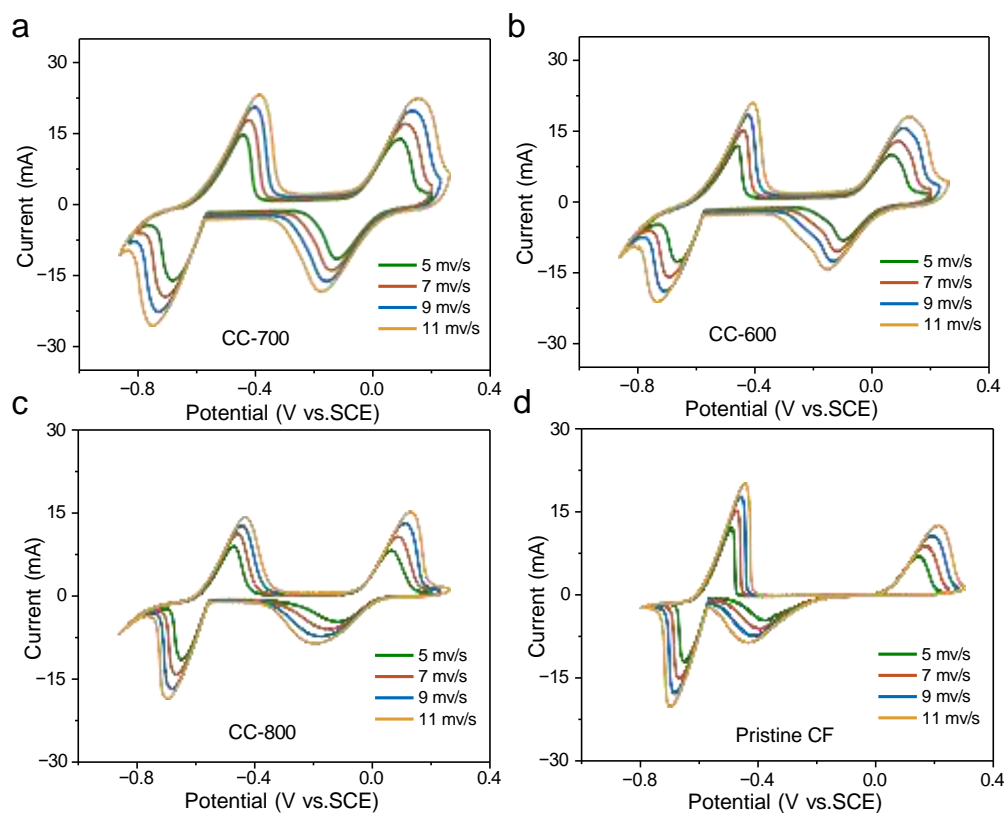 a
30
15
0
−15
−30
Current (mA)
5 mv/s
7 mv/s
9 mv/s
11 mv/s
CC-700
−0.8
−0.4
0.0
0.4
Potential (V vs.SCE)
b
30
15
0
−15
−30
Current (mA)
5 mv/s
7 mv/s
9 mv/s
11 mv/s
CC-600
−0.8
−0.4
0.0
0.4
Potential (V vs.SCE)
c
30
15
0
−15
−30
Current (mA)
5 mv/s
7 mv/s
9 mv/s
11 mv/s
CC-800
−0.8
−0.4
0.0
0.4
Potential (V vs.SCE)
d
30
15
0
−15
−30
Current (mA)
5 mv/s
7 mv/s
9 mv/s
11 mv/s
Pristine CF
−0.8
−0.4
0.0
0.4
Potential (V vs.SCE)